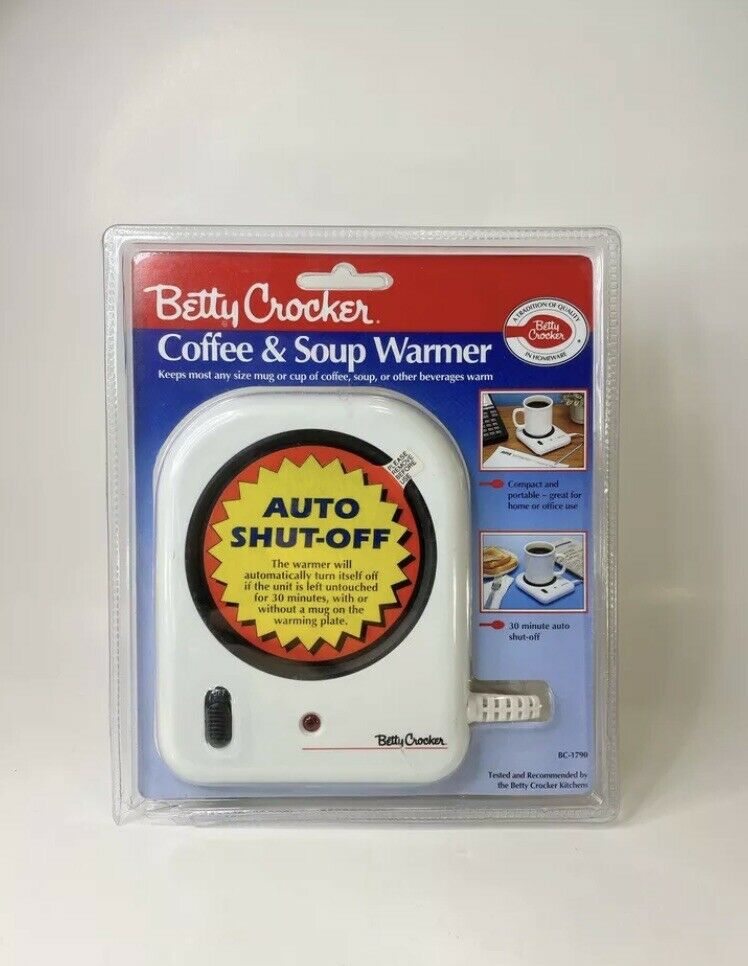 Betty Crocker.
Coffee & Soup Warmer
Keeps most any size mug or cup of coffee, soup, or other beverages warm
A TRADITION OF QUALITY
Betty
Crocker
IN HOMEWARE
PLEASE
REMOVE
BEFORE
USE
AUTO
SHUT-OFF
The warmer will
automatically turn itself off
if the unit is left untouched
for 30 minutes, with or
without a mug on the
warming plate.
Compact and
portable – great for
home or office use
30 minute auto
shut-off
Betty Crocker.
BC-1790
Tested and Recommended by
the Betty Crocker Kitchens